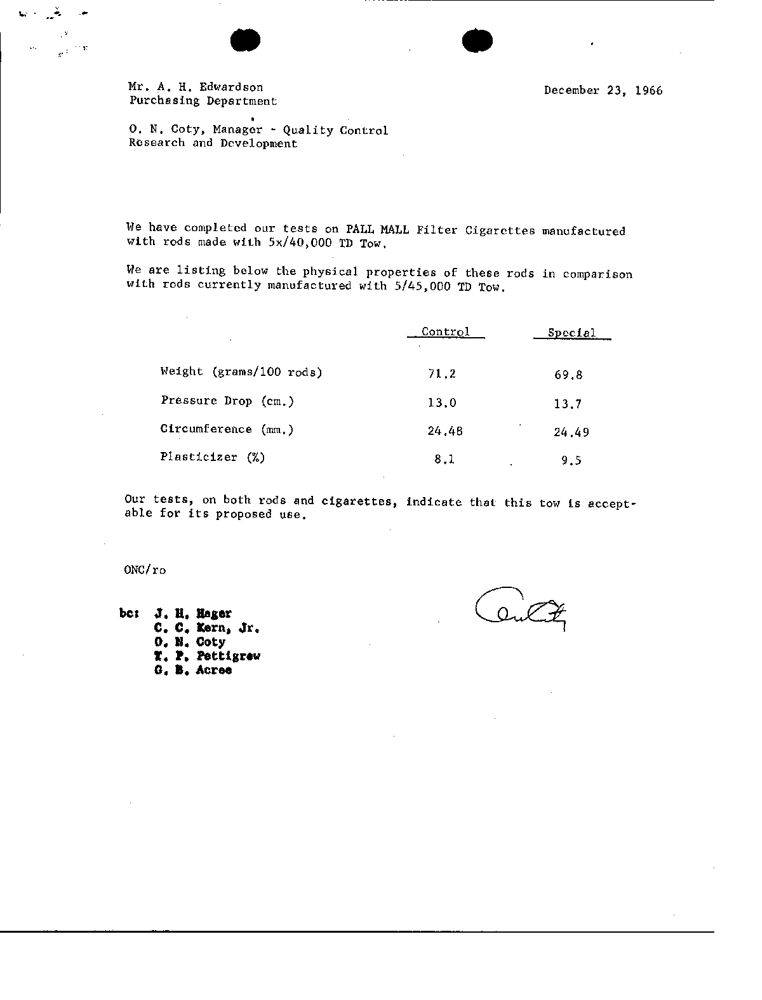 Mr. A. H. Edwardson
December 23, 1966
Purchasing Department
O. N. Coty, Manager - Quality Control
Research and Development
We have completed our tests on PALL MALL Filter Cigarettes manufactured
with rods made with 5x/40,000 TD Tow.
We are listing below the physical properties of these rods in comparison
with rods currently manufactured with 5/45,000 TD Tow.
Control Special
Weight (grams/100 rods) 71.2 69.8
Pressure Drop (cm.) 13.0 13.7
Circumference (mm.) 24.48 24.49
Plasticizer (%) 8.1 9.5
Our tests, on both rods and cigarettes, indicate that this tow is accept-
able for its proposed use.
ONC/ro
bc: J. H. Hager
C. C. Kern, Jr.
O. N. Coty
T. P. Pettigrew
G. B. Acree